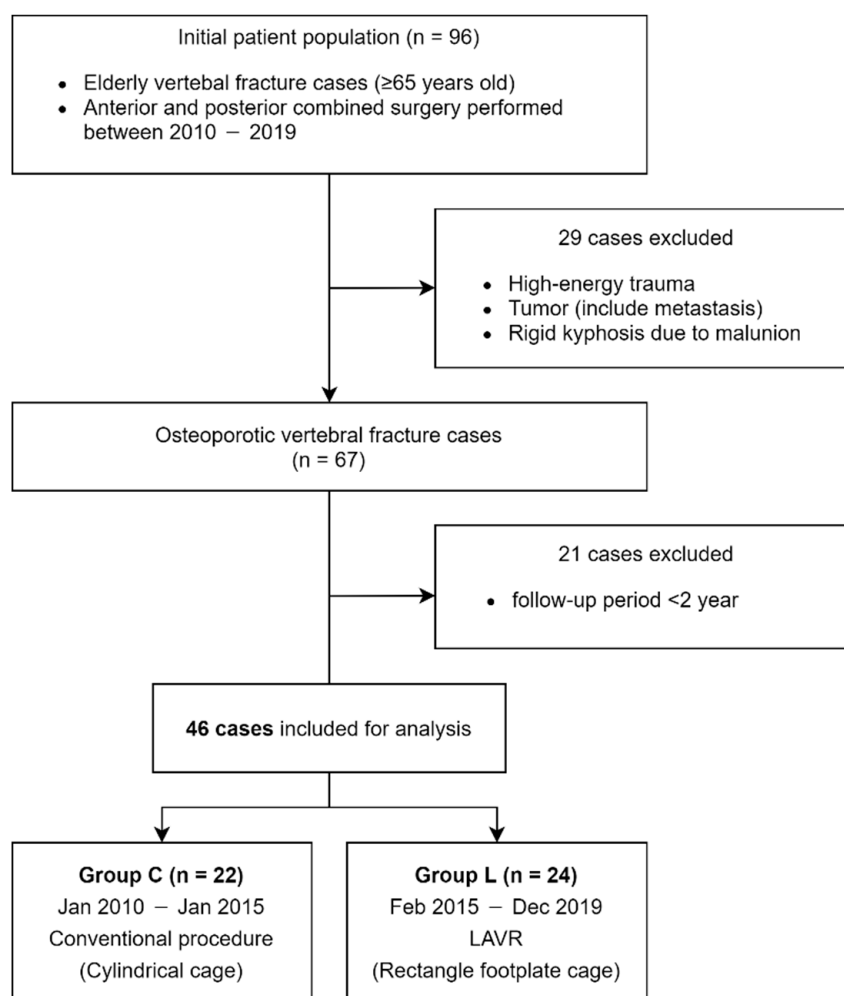 Initial patient population (n = 96)
• Elderly vertebal fracture cases (≥65 years old)
• Anterior and posterior combined surgery performed
between 2010 – 2019
29 cases excluded
• High-energy trauma
• Tumor (include metastasis)
• Rigid kyphosis due to malunion
Osteoporotic vertebral fracture cases
(n = 67)
21 cases excluded
• follow-up period <2 year
46 cases included for analysis
Group C (n = 22)
Jan 2010 – Jan 2015
Conventional procedure
(Cylindrical cage)
Group L (n = 24)
Feb 2015 – Dec 2019
LAVR
(Rectangle footplate cage)